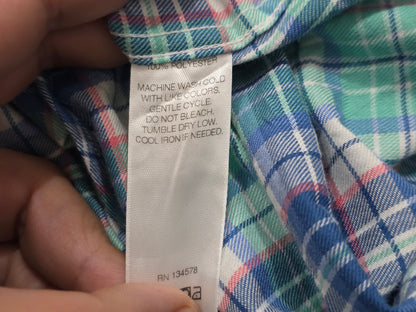 100% POLYESTER
MACHINE WASH COLD
WITH LIKE COLORS.
GENTLE CYCLE.
DO NOT BLEACH.
TUMBLE DRY LOW.
COOL IRON IF NEEDED.
RN 134578